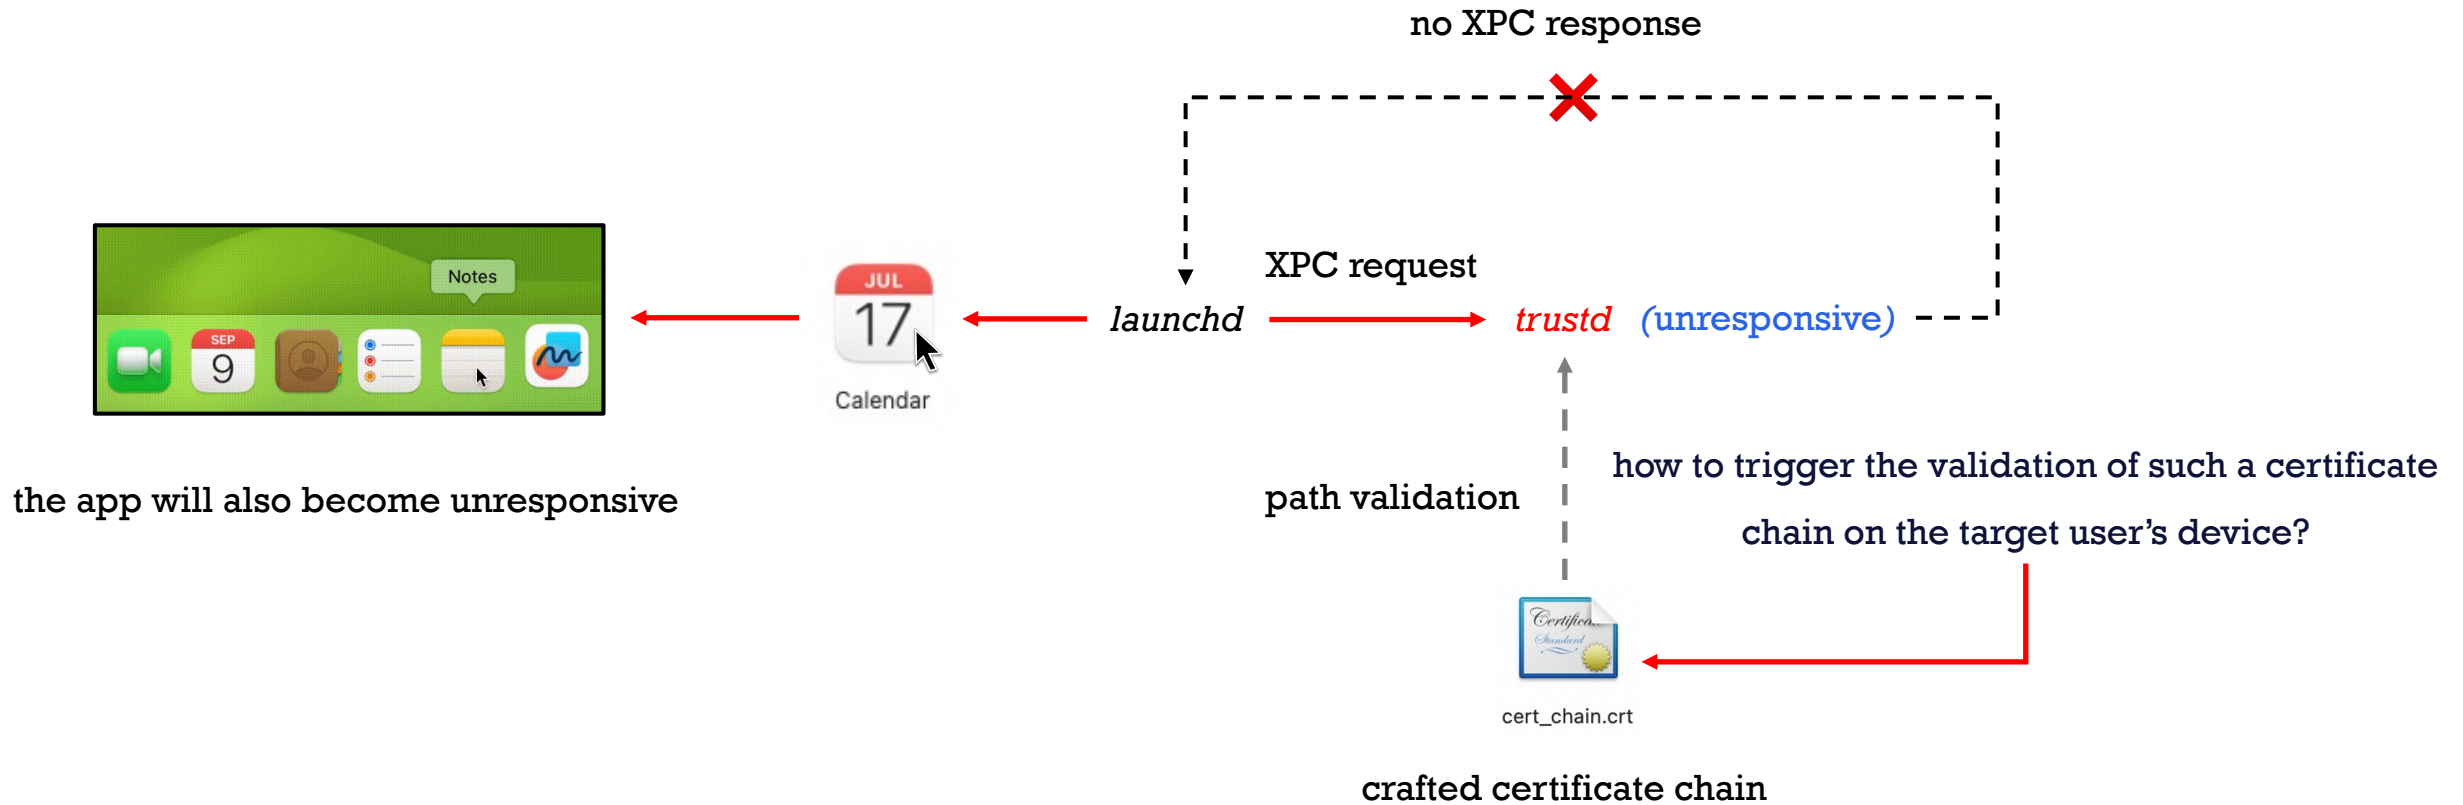 no XPC response
XPC request
launchd
trustd (unresponsive)
Notes
SEP
9
JUL
17
Calendar
the app will also become unresponsive
path validation
how to trigger the validation of such a certificate
chain on the target user’s device?
Certifica...
Standard
cert_chain.crt
crafted certificate chain